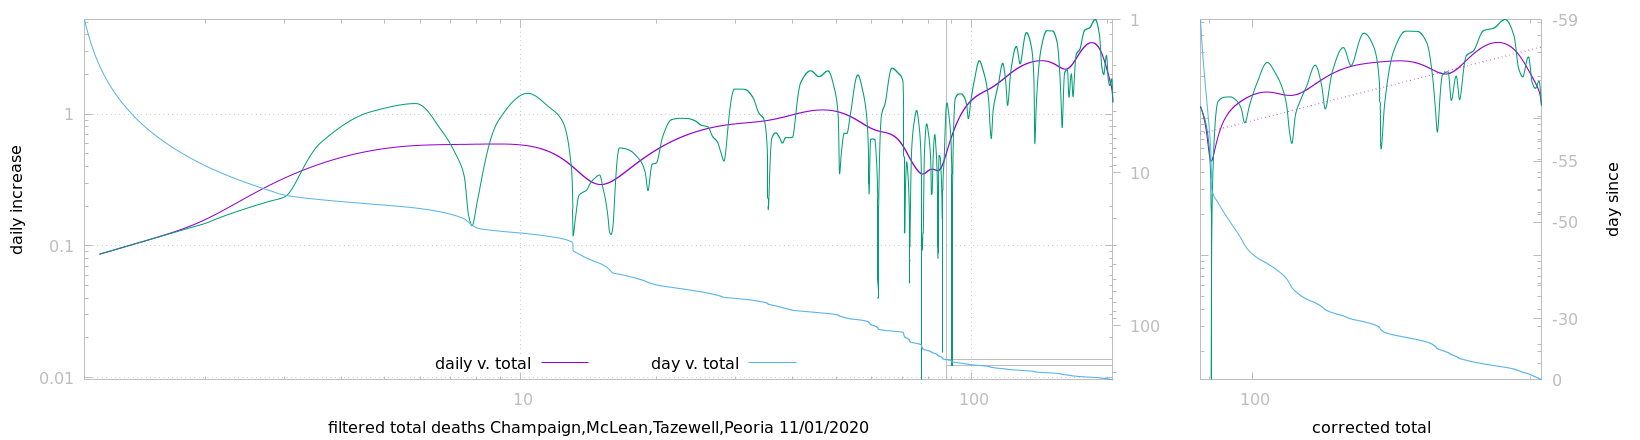 1
-59
1
daily increase
10
-55
day since
-50
0.1
-30
100
daily v. total
day v. total
0.01
0
10
100
100
filtered total deaths Champaign,McLean,Tazewell,Peoria 11/01/2020
corrected total